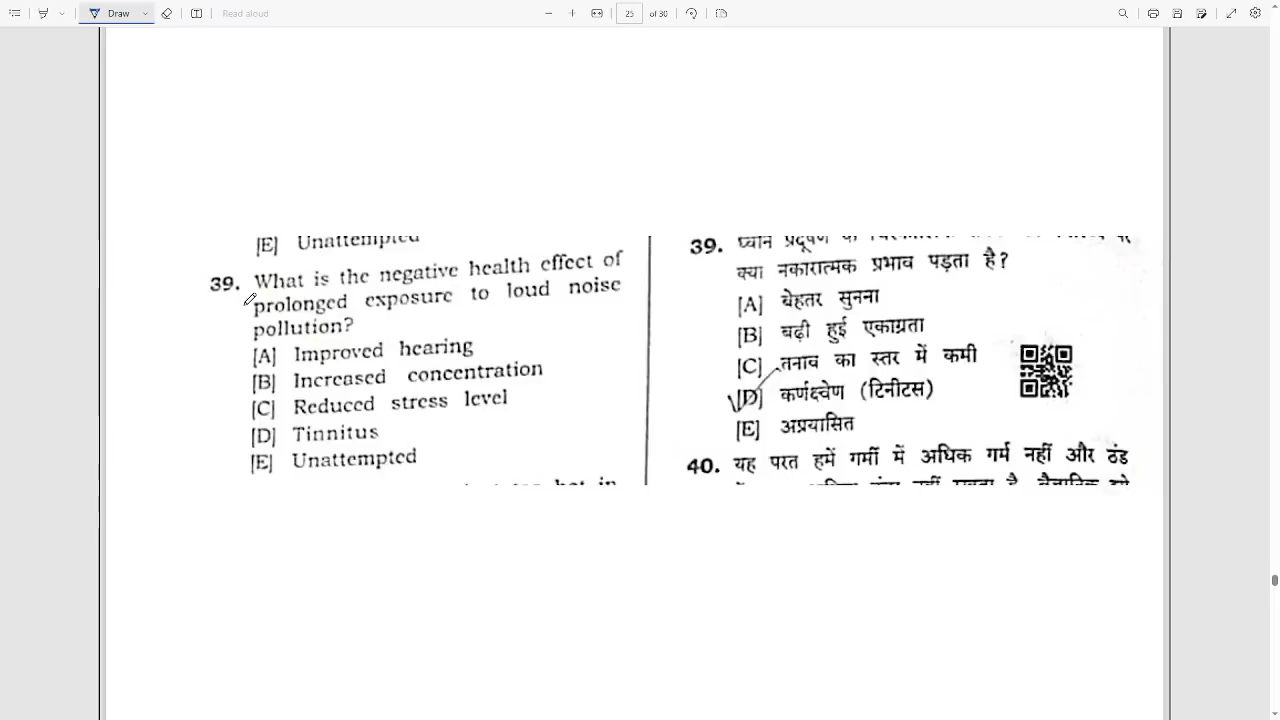 Draw
Read aloud
25 of 30
[E] Unattempted
39. What is the negative health effect of
prolonged exposure to loud noise
pollution?
[A] Improved hearing
[B] Increased concentration
[C] Reduced stress level
[D] Tinnitus
[E] Unattempted
39. ध्वनि प्रदूषण के
क्या नकारात्मक प्रभाव पड़ता है?
[A] बेहतर सुनना
[B] बढ़ी हुई एकाग्रता
[C] तनाव का स्तर में कमी
[D] कर्णक्ष्वेण (टिनीटस)
[E] अप्रयासित
40. यह परत हमें गर्मी में अधिक गर्म नहीं और ठंड